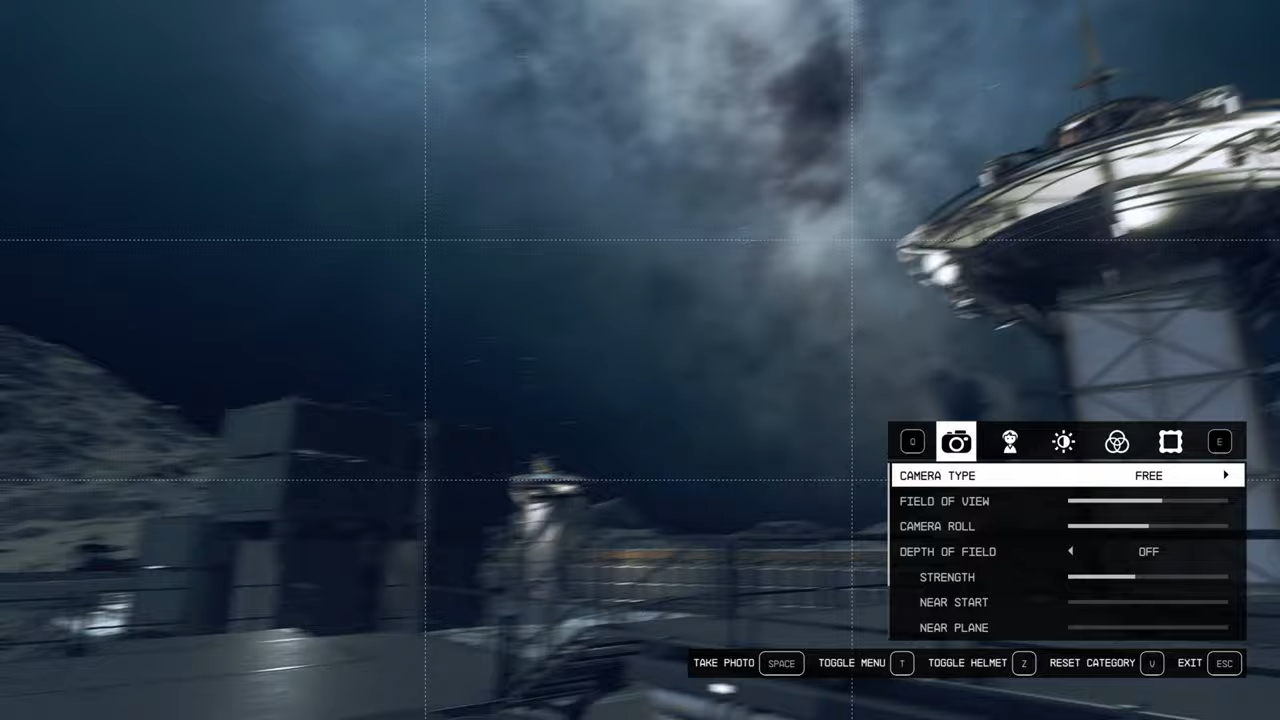 Q E
CAMERA TYPE FREE
FIELD OF VIEW
CAMERA ROLL
DEPTH OF FIELD OFF
STRENGTH
NEAR START
NEAR PLANE
TAKE PHOTO SPACE TOGGLE MENU T TOGGLE HELMET Z RESET CATEGORY V EXIT ESC